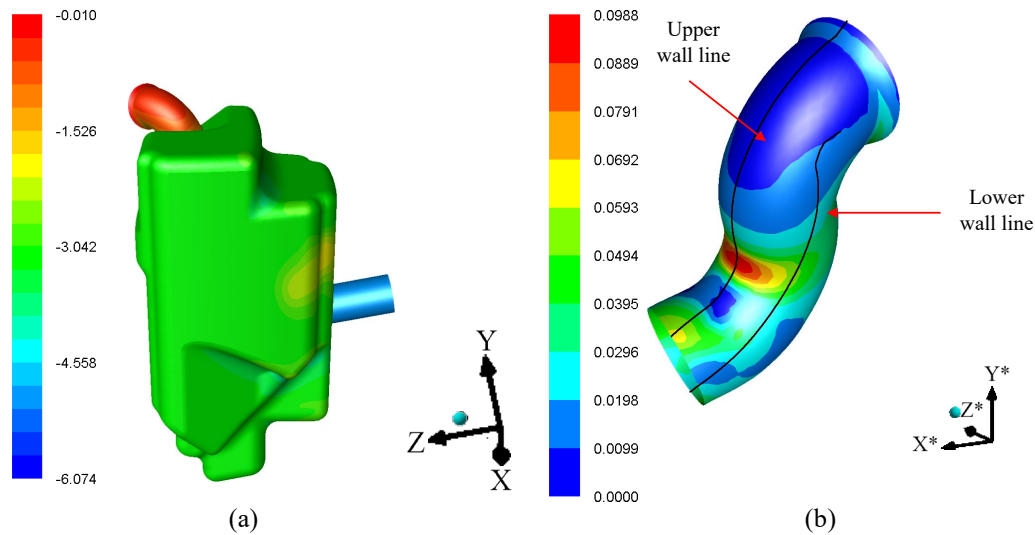 -0.010
-1.526
-3.042
-4.558
-6.074
Y
Z
X
(a)
0.0988
0.0889
0.0791
0.0692
0.0593
0.0494
0.0395
0.0296
0.0198
0.0099
0.0000
Upper
wall line
Lower
wall line
Y*
Z*
X*
(b)